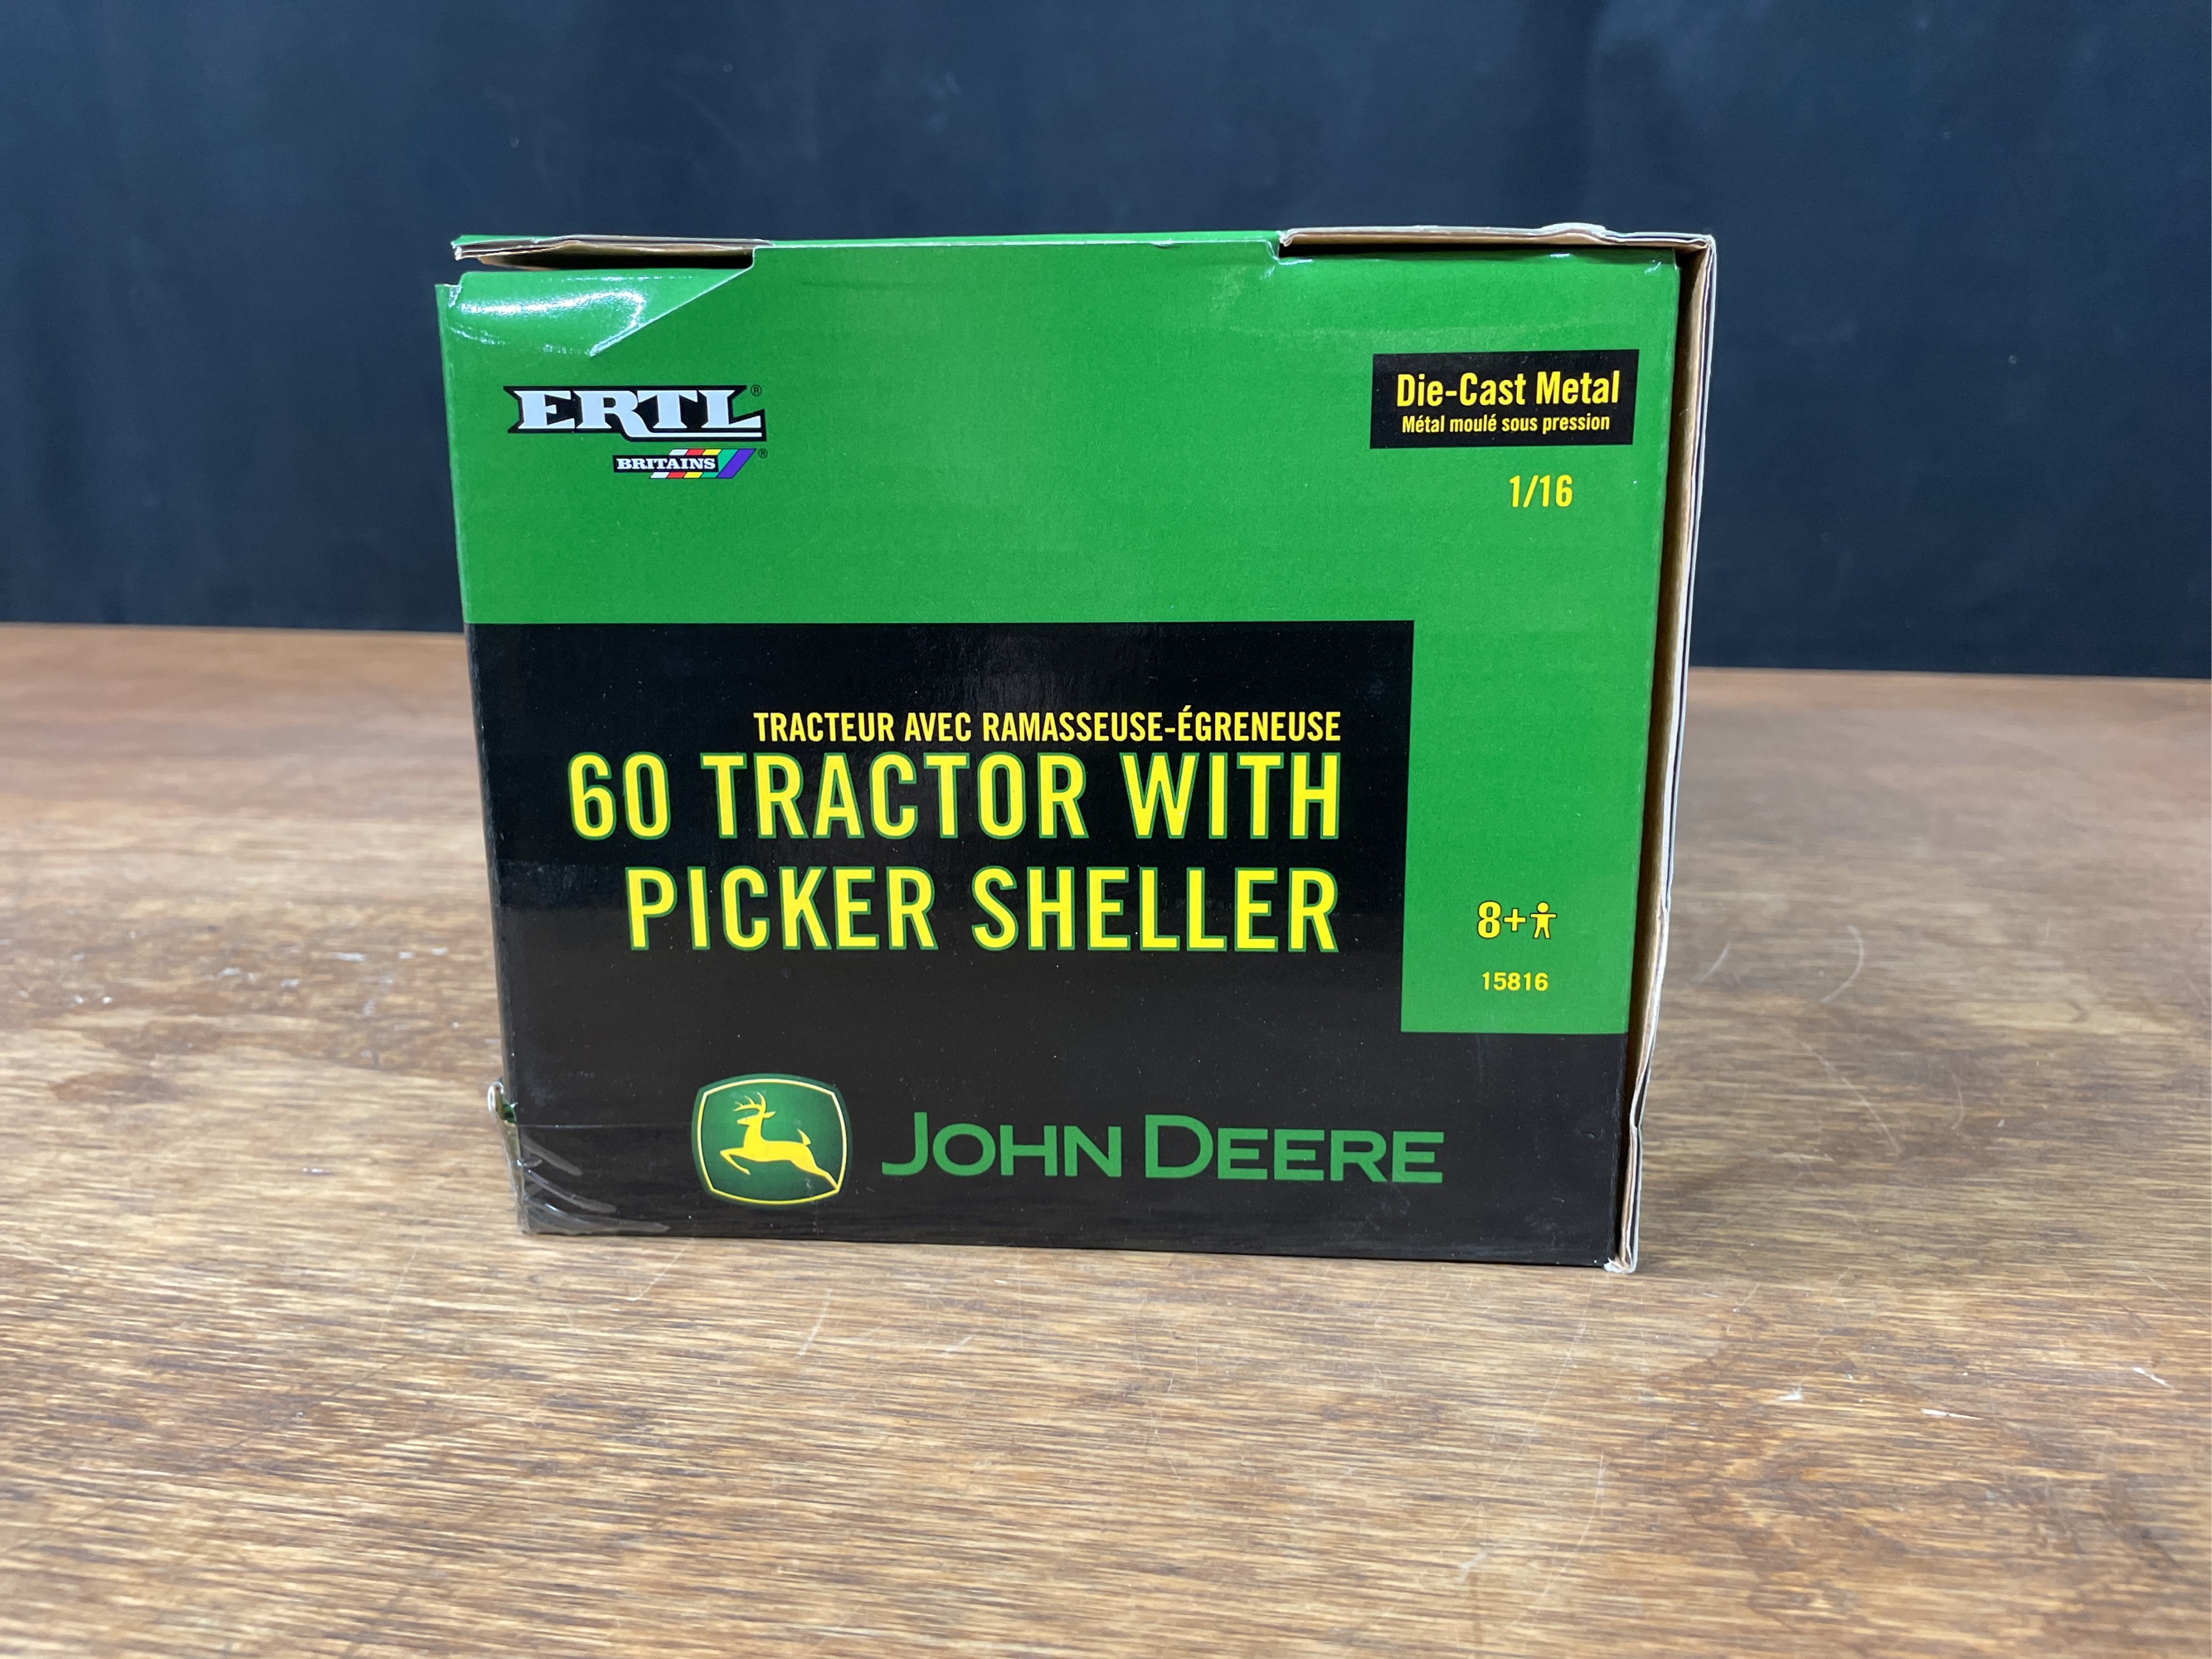 ERTL®
BRITAINS®
Die-Cast Metal
Métal moulé sous pression
1/16
TRACTEUR AVEC RAMASSEUSE-ÉGRENEUSE
60 TRACTOR WITH
PICKER SHELLER
8+
15816
JOHN DEERE